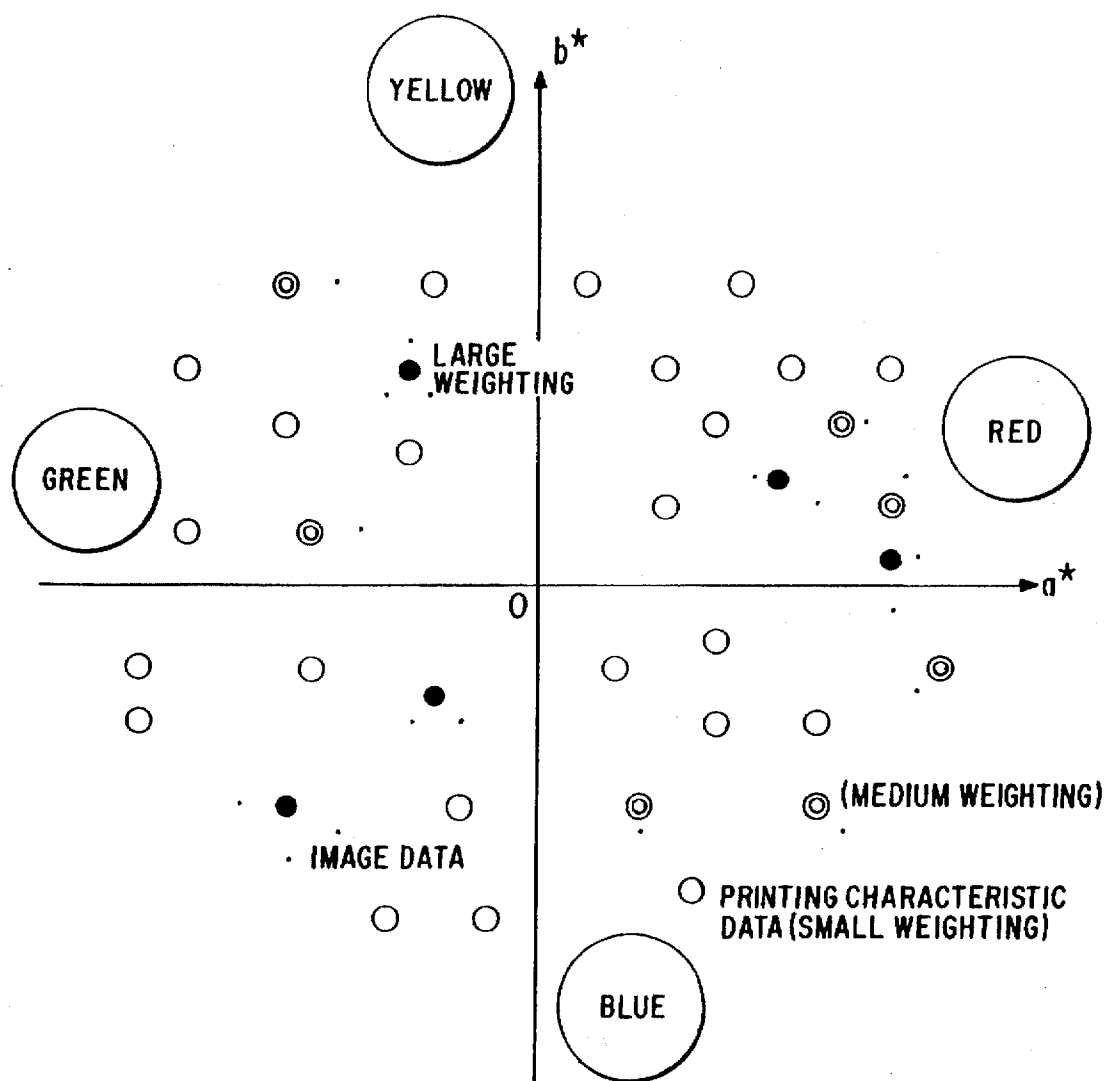 b*
YELLOW
LARGE
WEIGHTING
RED
GREEN
a*
0
(MEDIUM WEIGHTING)
IMAGE DATA
PRINTING CHARACTERISTIC
DATA (SMALL WEIGHTING)
BLUE